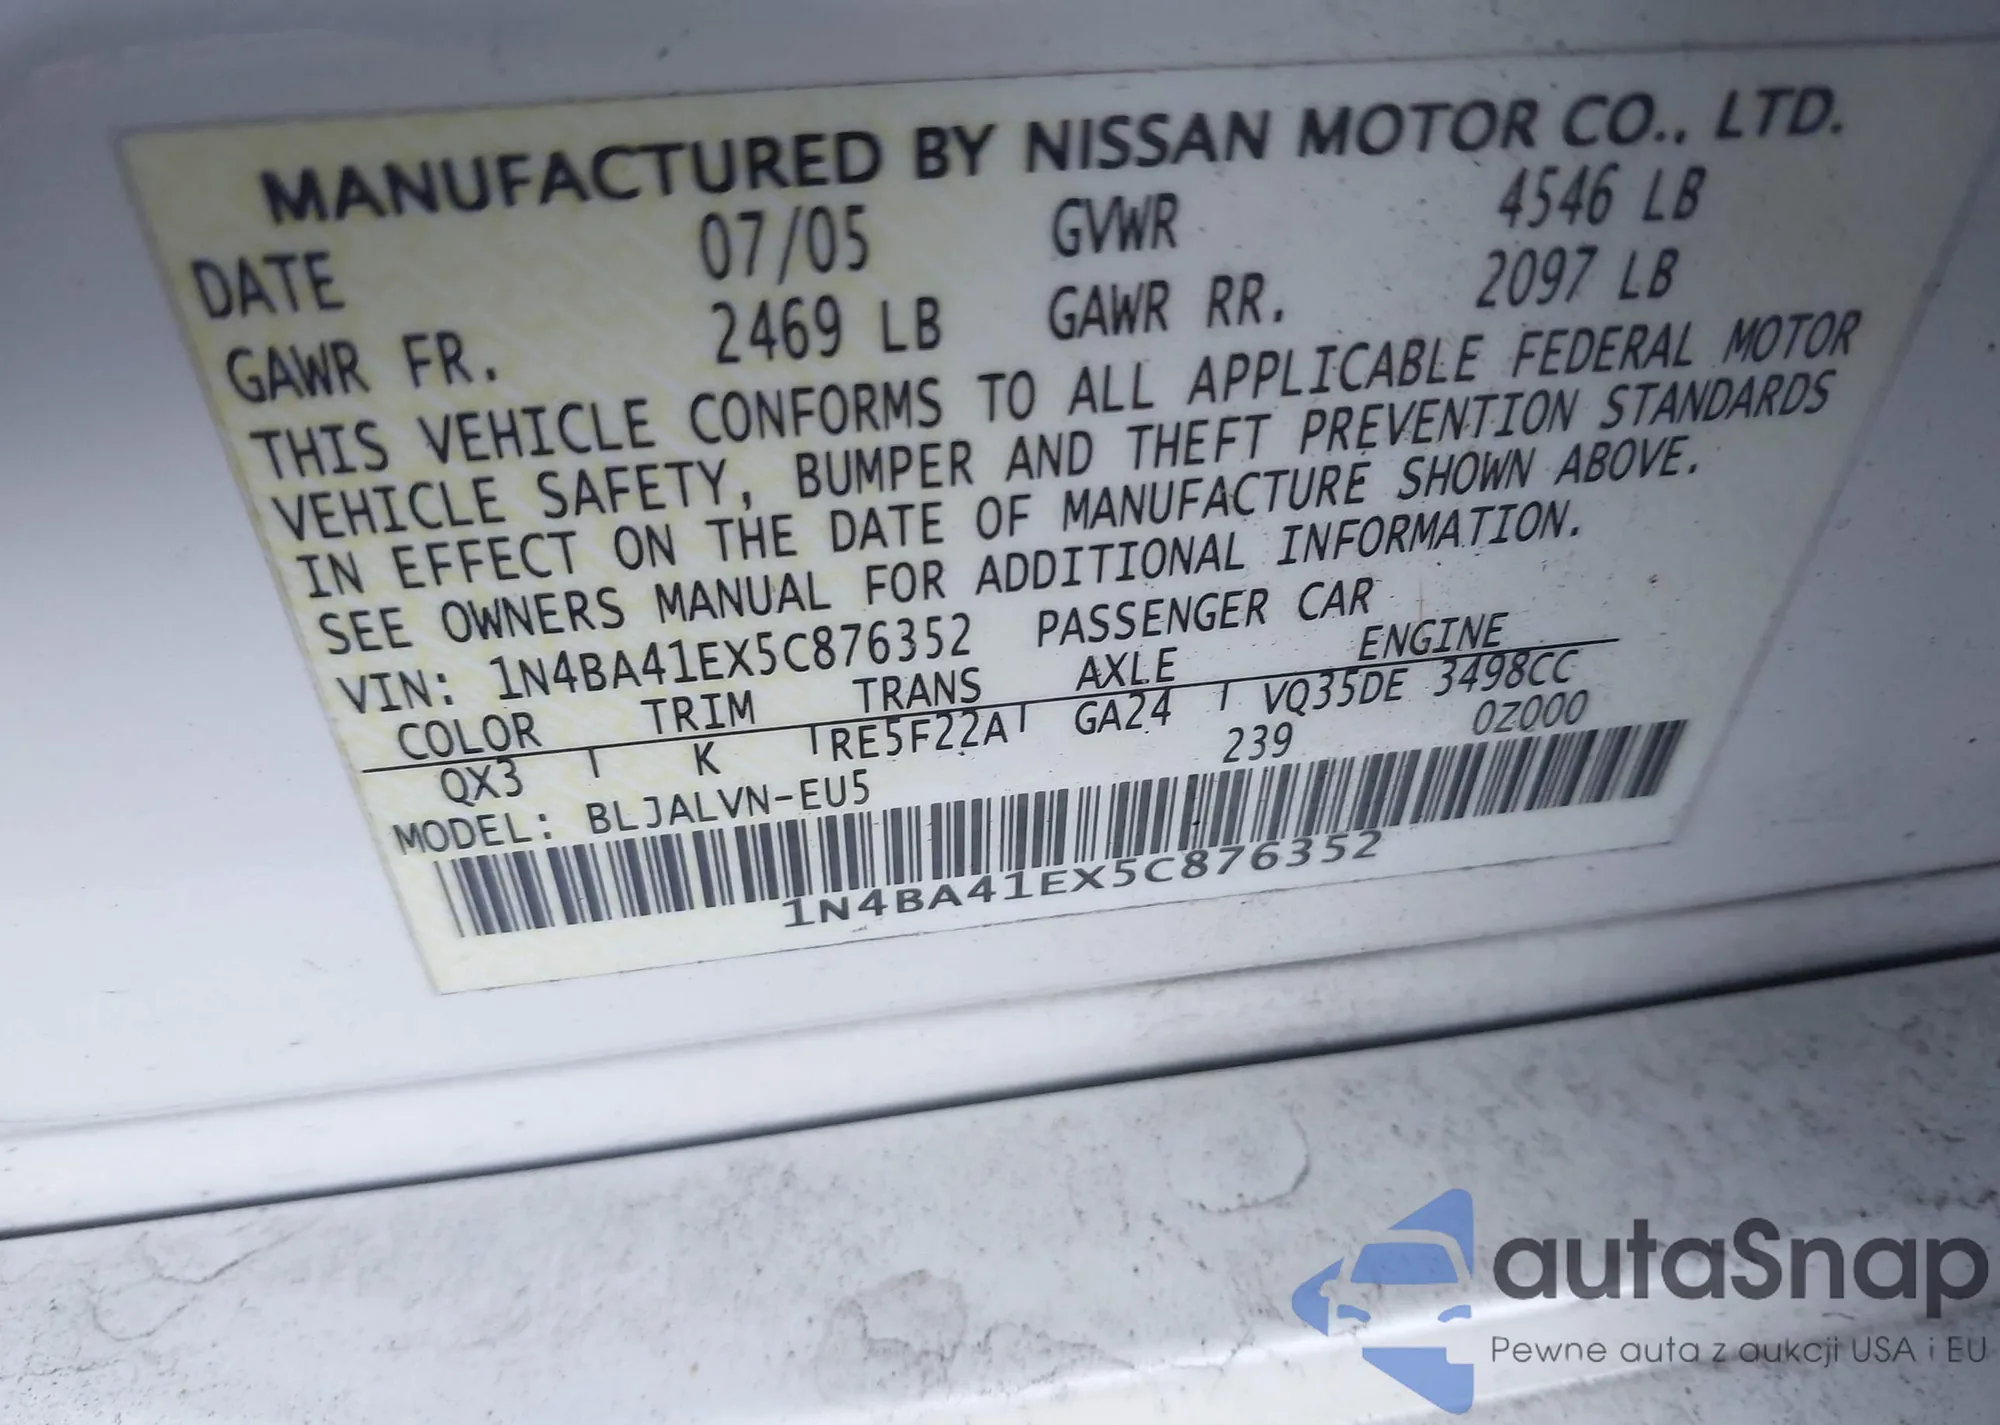 MANUFACTURED BY NISSAN MOTOR CO., LTD.
DATE 07/05 GVWR 4546 LB
GAWR FR. 2469 LB GAWR RR. 2097 LB
THIS VEHICLE CONFORMS TO ALL APPLICABLE FEDERAL MOTOR
VEHICLE SAFETY, BUMPER AND THEFT PREVENTION STANDARDS
IN EFFECT ON THE DATE OF MANUFACTURE SHOWN ABOVE.
SEE OWNERS MANUAL FOR ADDITIONAL INFORMATION.
VIN: 1N4BA41EX5C876352 PASSENGER CAR
COLOR TRIM TRANS AXLE ENGINE
QX3 K RE5F22A GA24 VQ35DE 3498CC
MODEL: BLJALVN-EU5 239 0Z000
1N4BA41EX5C876352
autaSnap
Pewne auta z aukcji USA i EU